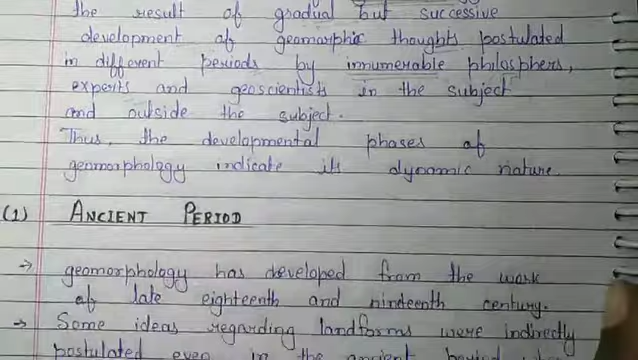 the result of gradual but successive
development of geomorphic thoughts postulated
in different periods by innumerable philosphers,
experts and geoscientists in the subject
and outside the subject.
Thus, the developmental phases of
geomorphology indicate its dynamic nature.
(1) ANCIENT PERIOD
→ geomorphology has developed from the work
of late eighteenth and ninteenth century.
→ Some ideas regarding landforms were indirectly
postulated even in the ancient period